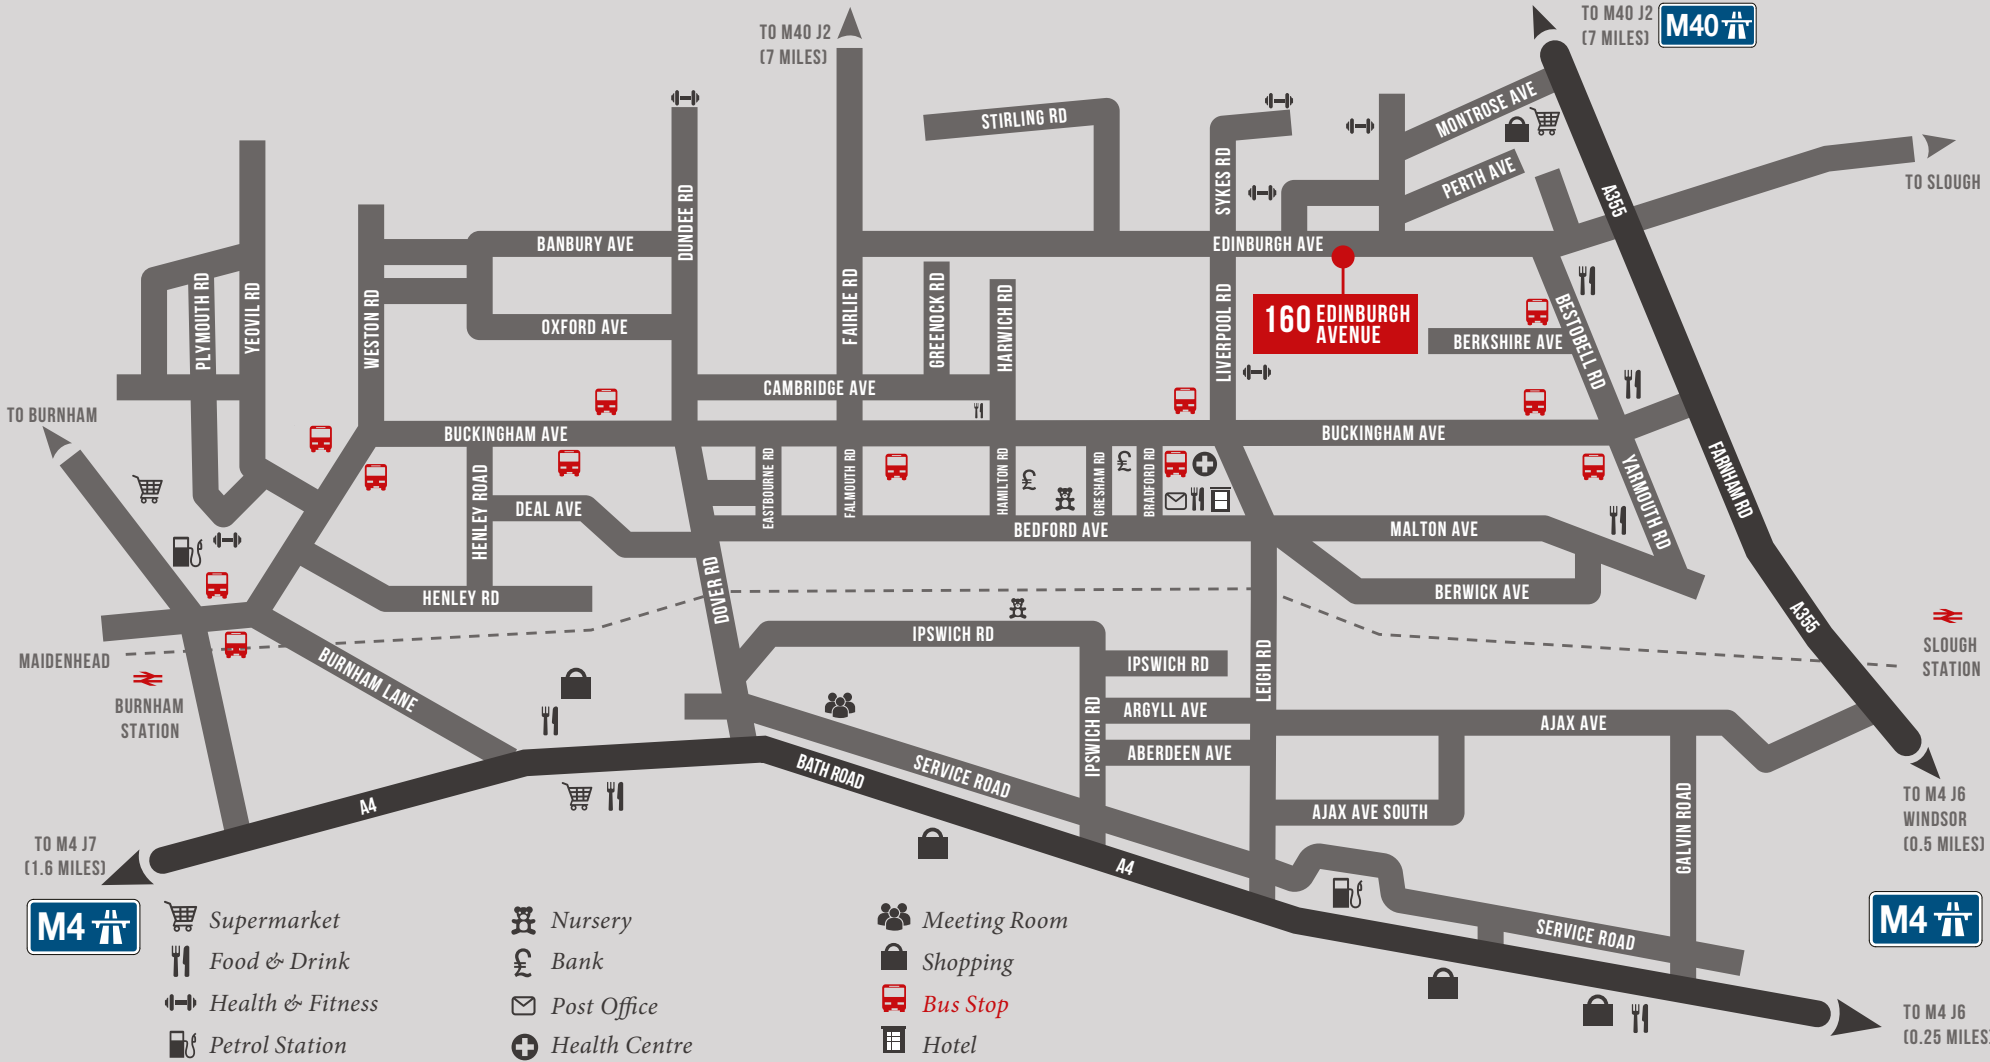 TO M40 J2
(7 MILES)
TO M40 J2
(7 MILES)
M40
MONTROSE AVE
STIRLING RD
SYKES RD
PERTH AVE
A355
TO SLOUGH
DUNDEE RD
BANBURY AVE
EDINBURGH AVE
PLYMOUTH RD
YEOVIL RD
WESTON RD
OXFORD AVE
FAIRLIE RD
GREENOCK RD
HARWICH RD
LIVERPOOL RD
160 EDINBURGH
AVENUE
BERKSHIRE AVE
BESTOBELL RD
CAMBRIDGE AVE
TO BURNHAM
BUCKINGHAM AVE
BUCKINGHAM AVE
FARNHAM RD
HENLEY ROAD
DEAL AVE
EASTBOURNE RD
FALMOUTH RD
HAMILTON RD
£
GRESHAM RD
£
BRADFORD RD
YARMOUTH RD
BEDFORD AVE
MALTON AVE
DOVER RD
HENLEY RD
BERWICK AVE
A355
IPSWICH RD
IPSWICH RD
LEIGH RD
SLOUGH
STATION
MAIDENHEAD
BURNHAM
STATION
BURNHAM LANE
IPSWICH RD
ARGYLL AVE
AJAX AVE
ABERDEEN AVE
BATH ROAD
SERVICE ROAD
A4
AJAX AVE SOUTH
GALVIN ROAD
TO M4 J6
WINDSOR
(0.5 MILES)
TO M4 J7
(1.6 MILES)
A4
M4
M4
SERVICE ROAD
TO M4 J6
(0.25 MILES)
Supermarket
Food & Drink
Health & Fitness
Petrol Station
Nursery
£ Bank
Post Office
Health Centre
Meeting Room
Shopping
Bus Stop
Hotel